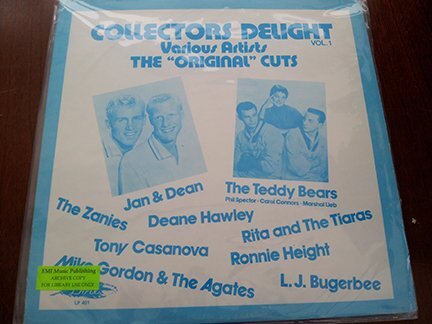 COLLECTORS DELIGHT
VOL. 1
Various Artists
THE "ORIGINAL" CUTS
Jan & Dean
The Teddy Bears
Phil Spector - Carol Connors - Marshal Lieb
The Zanies
Deane Hawley
Rita and The Tiaras
Tony Casanova
Ronnie Height
Mike Gordon & The Agates
L.J. Bugerbee
EMI Music Publishing
ARCHIVE COPY
FOR LIBRARY USE ONLY
LP 401